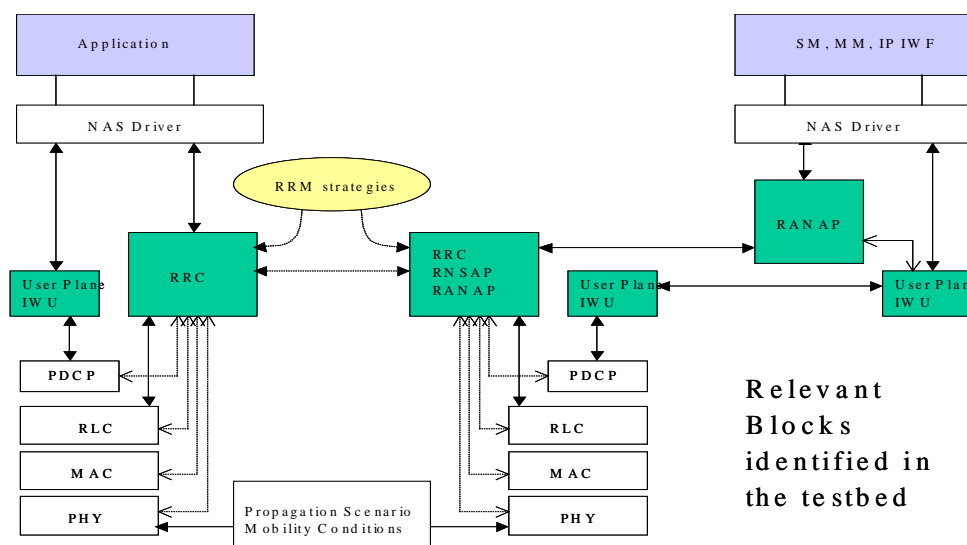 Application
SM, MM, IP IWF
NAS Driver
NAS Driver
RRM strategies
RANAP
RRC
RRC
RNSAP
RANAP
User Plane
IWU
User Plane
IWU
User Plane
IWU
PDCP
PDCP
RLC
RLC
MAC
MAC
PHY
PHY
Propagation Scenario
Mobility Conditions
Relevant
Blocks
identified in
the testbed